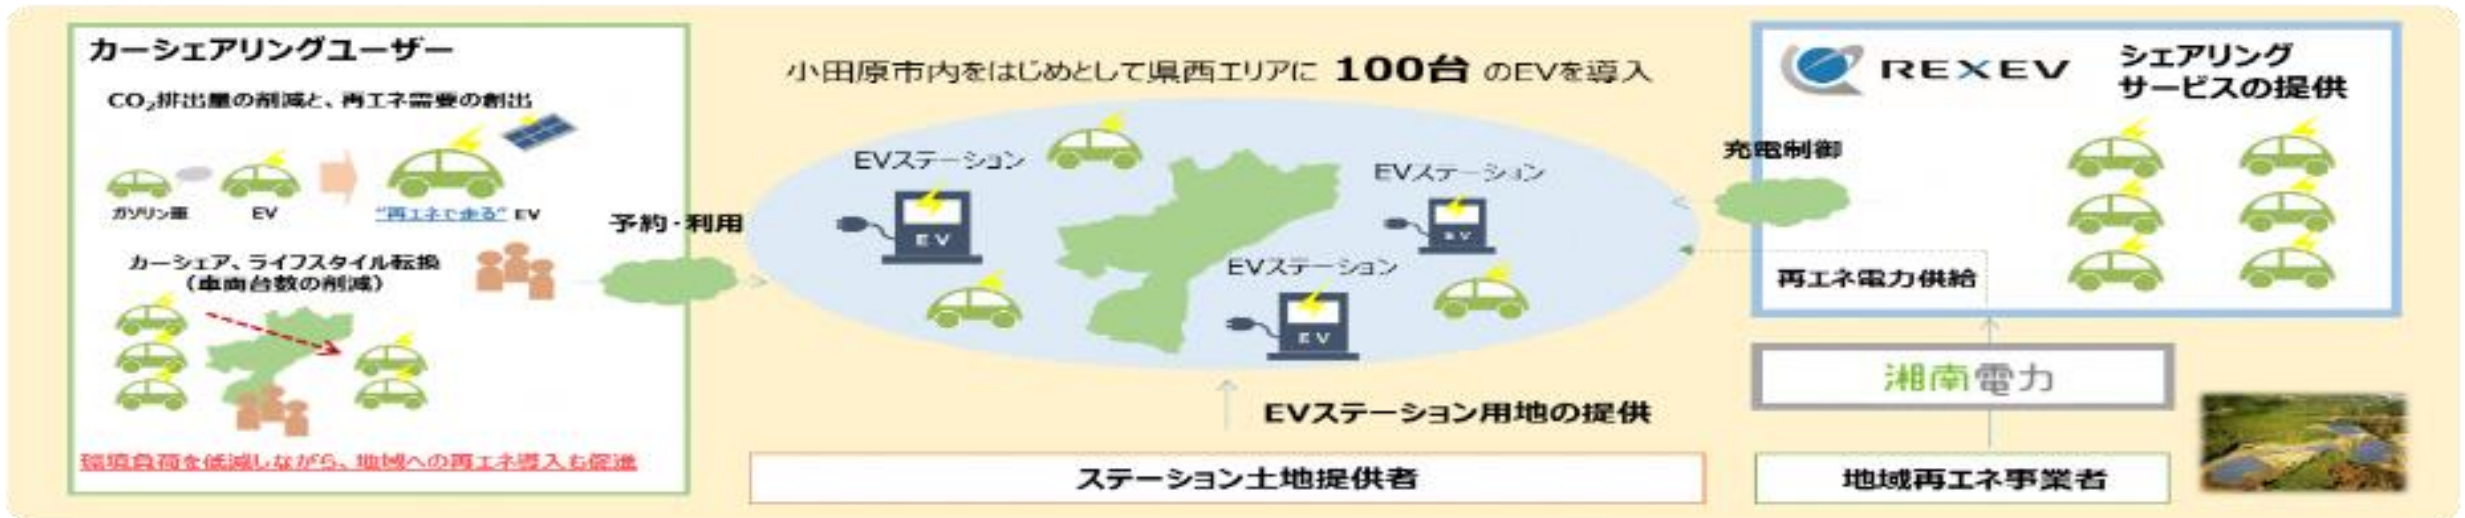 カーシェアリングユーザー
CO₂排出量の削減と、再エネ需要の創出
ガソリン車
EV
“再エネで走る” EV
カーシェア、ライフスタイル転換
（車両台数の削減）
環境負荷を低減しながら、地域への再エネ導入も促進
予約・利用
小田原市内をはじめとして県西エリアに 100台 のEVを導入
EVステーション
EV
EVステーション
EV
EVステーション
EV
EVステーション用地の提供
ステーション土地提供者
REXEV
シェアリング
サービスの提供
充電制御
再エネ電力供給
湘南電力
地域再エネ事業者